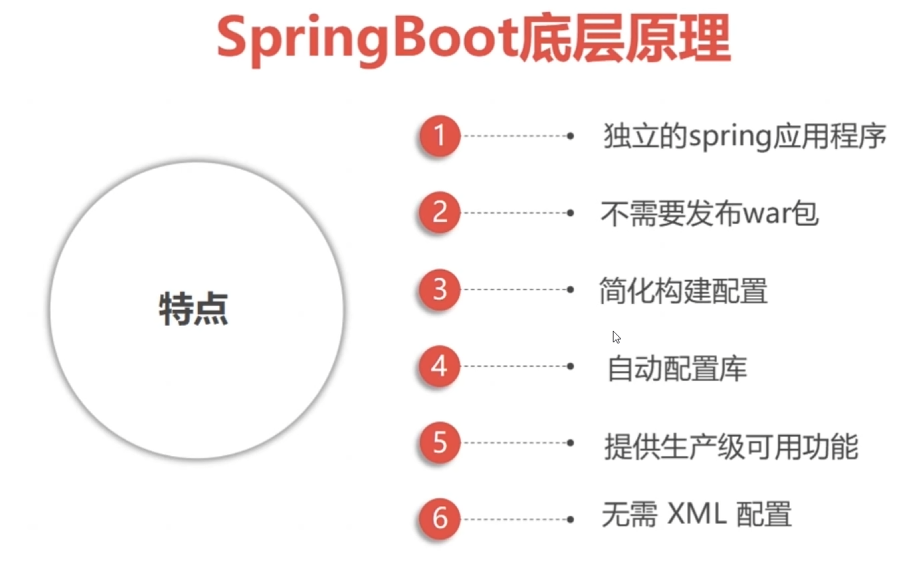 SpringBoot底层原理
特点
1 独立的spring应用程序
2 不需要发布war包
3 简化构建配置
4 自动配置库
5 提供生产级可用功能
6 无需 XML 配置